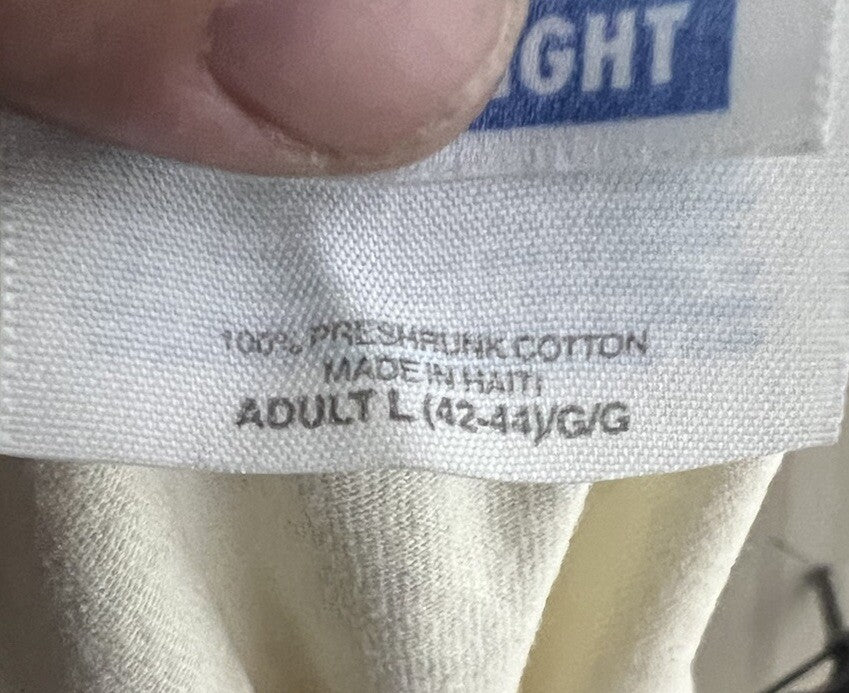 IGHT
100% PRESHRUNK COTTON
MADE IN HAITI
ADULT L (42-44)/G/G